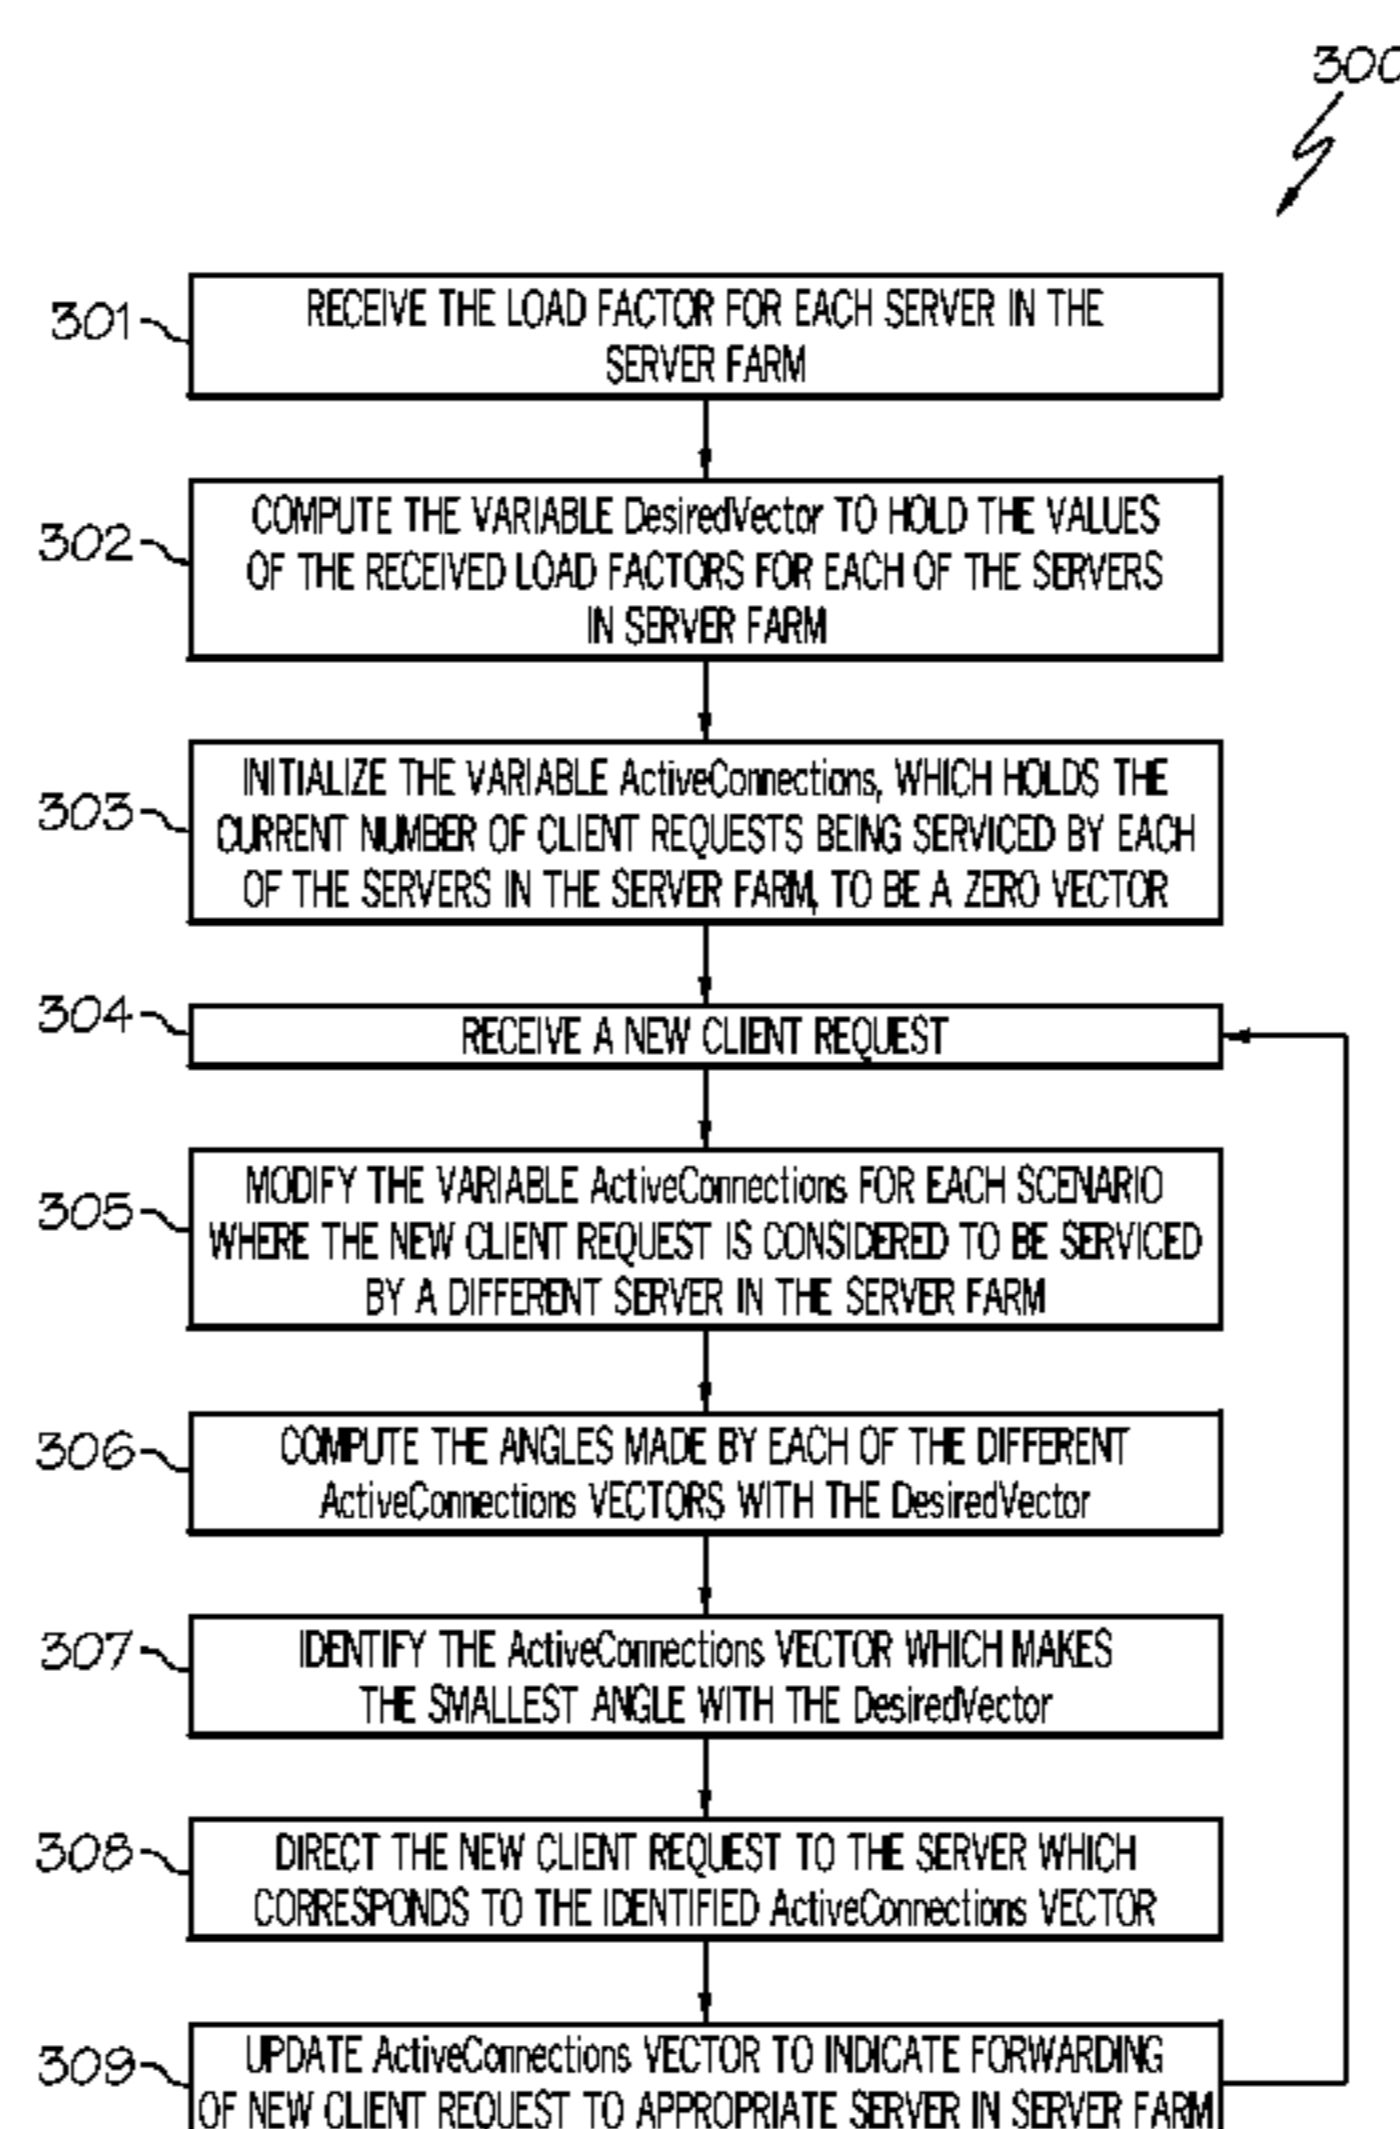 300
301
RECEIVE THE LOAD FACTOR FOR EACH SERVER IN THE
SERVER FARM
302
COMPUTE THE VARIABLE DesiredVector TO HOLD THE VALUES
OF THE RECEIVED LOAD FACTORS FOR EACH OF THE SERVERS
IN SERVER FARM
303
INITIALIZE THE VARIABLE ActiveConnections, WHICH HOLDS THE
CURRENT NUMBER OF CLIENT REQUESTS BEING SERVICED BY EACH
OF THE SERVERS IN THE SERVER FARM, TO BE A ZERO VECTOR
304
RECEIVE A NEW CLIENT REQUEST
305
MODIFY THE VARIABLE ActiveConnections FOR EACH SCENARIO
WHERE THE NEW CLIENT REQUEST IS CONSIDERED TO BE SERVICED
BY A DIFFERENT SERVER IN THE SERVER FARM
306
COMPUTE THE ANGLES MADE BY EACH OF THE DIFFERENT
ActiveConnections VECTORS WITH THE DesiredVector
307
IDENTIFY THE ActiveConnections VECTOR WHICH MAKES
THE SMALLEST ANGLE WITH THE DesiredVector
308
DIRECT THE NEW CLIENT REQUEST TO THE SERVER WHICH
CORRESPONDS TO THE IDENTIFIED ActiveConnections VECTOR
309
UPDATE ActiveConnections VECTOR TO INDICATE FORWARDING
OF NEW CLIENT REQUEST TO APPROPRIATE SERVER IN SERVER FARM